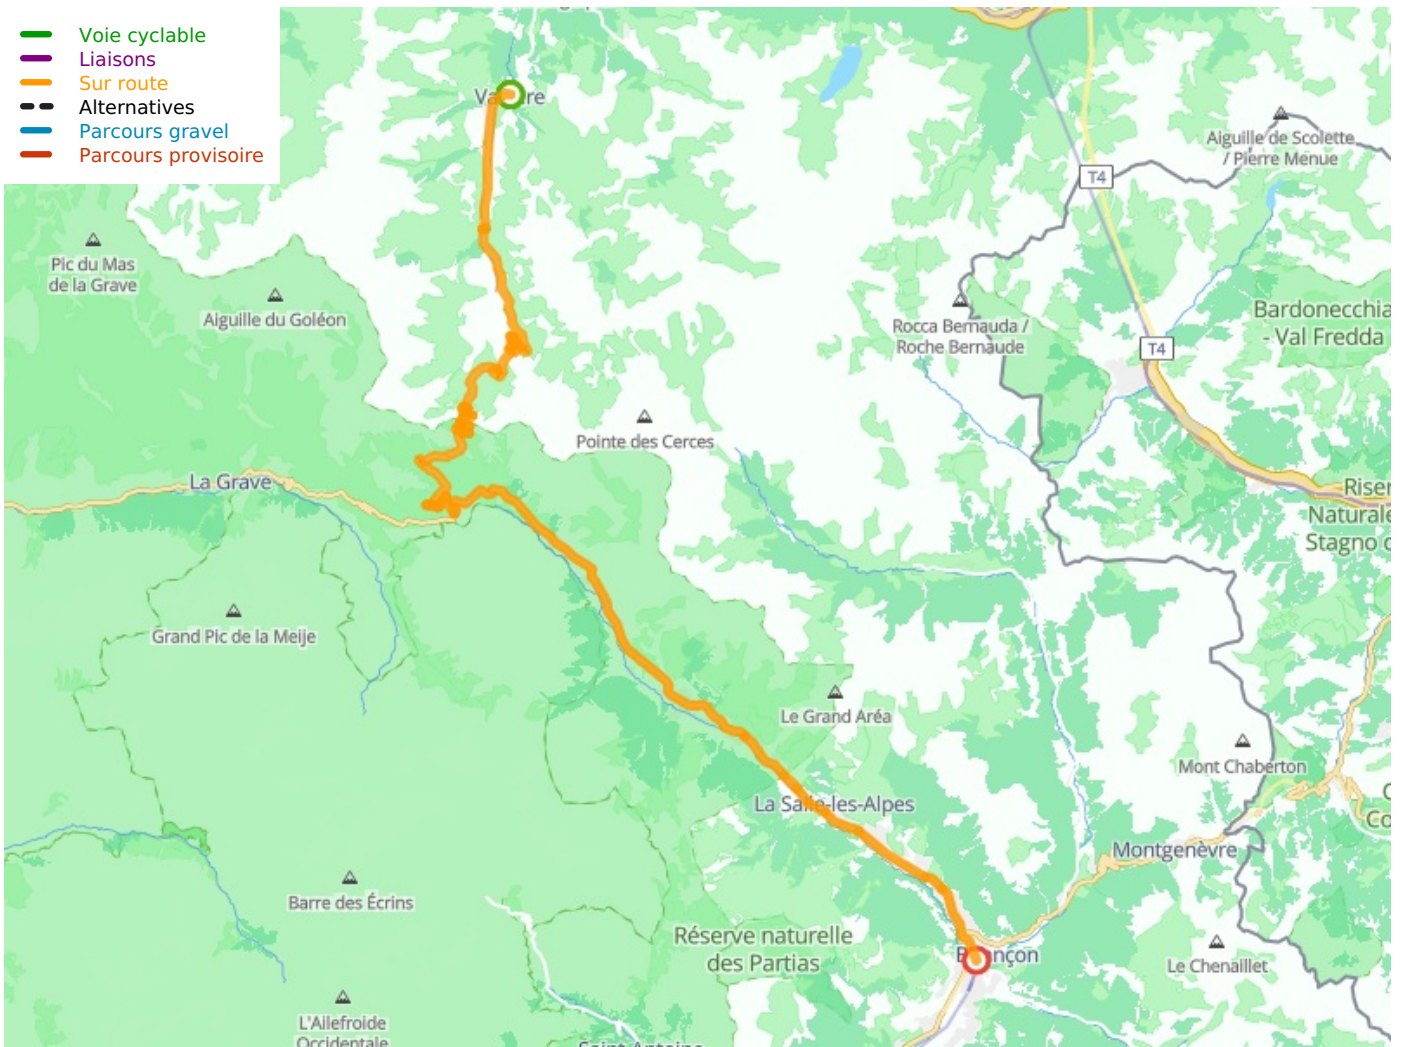 Voie cyclable
Liaisons
Sur route
Alternatives
Parcours gravel
Parcours provisoire
T4
Aiguille de Scolette
/ Pierre Menue
Pic du Mas
de la Grave
Aiguille du Goléon
Rocca Bernauda /
Roche Bernaude
Bardonecchia
- Val Fredda
T4
Pointe des Cerces
La Grave
Naturale
Stagno
Grand Pic de la Meije
Le Grand Aréa
Mont Chaberton
La Salle-les-Alpes
Montgenèvre
Barre des Écrins
Réserve naturelle
des Partias
Le Chenaillet
L'Ailefroide
Occidentale